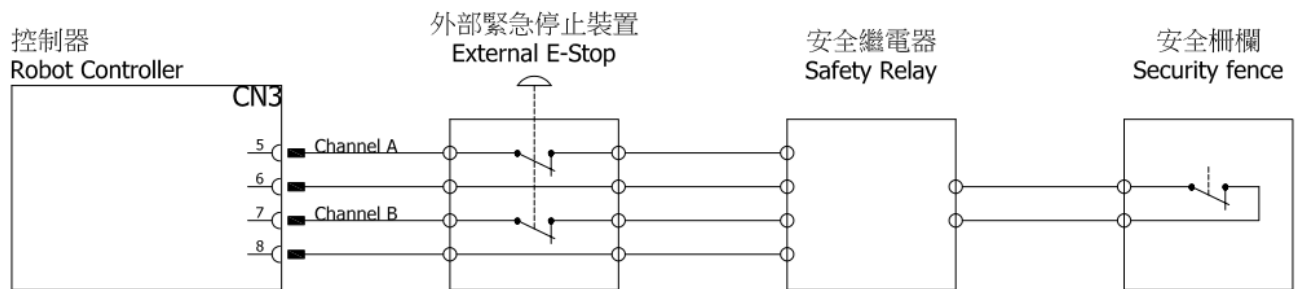 控制器
Robot Controller
外部緊急停止裝置
External E-Stop
安全繼電器
Safety Relay
安全柵欄
Security fence
CN3
5 Channel A
6
7 Channel B
8